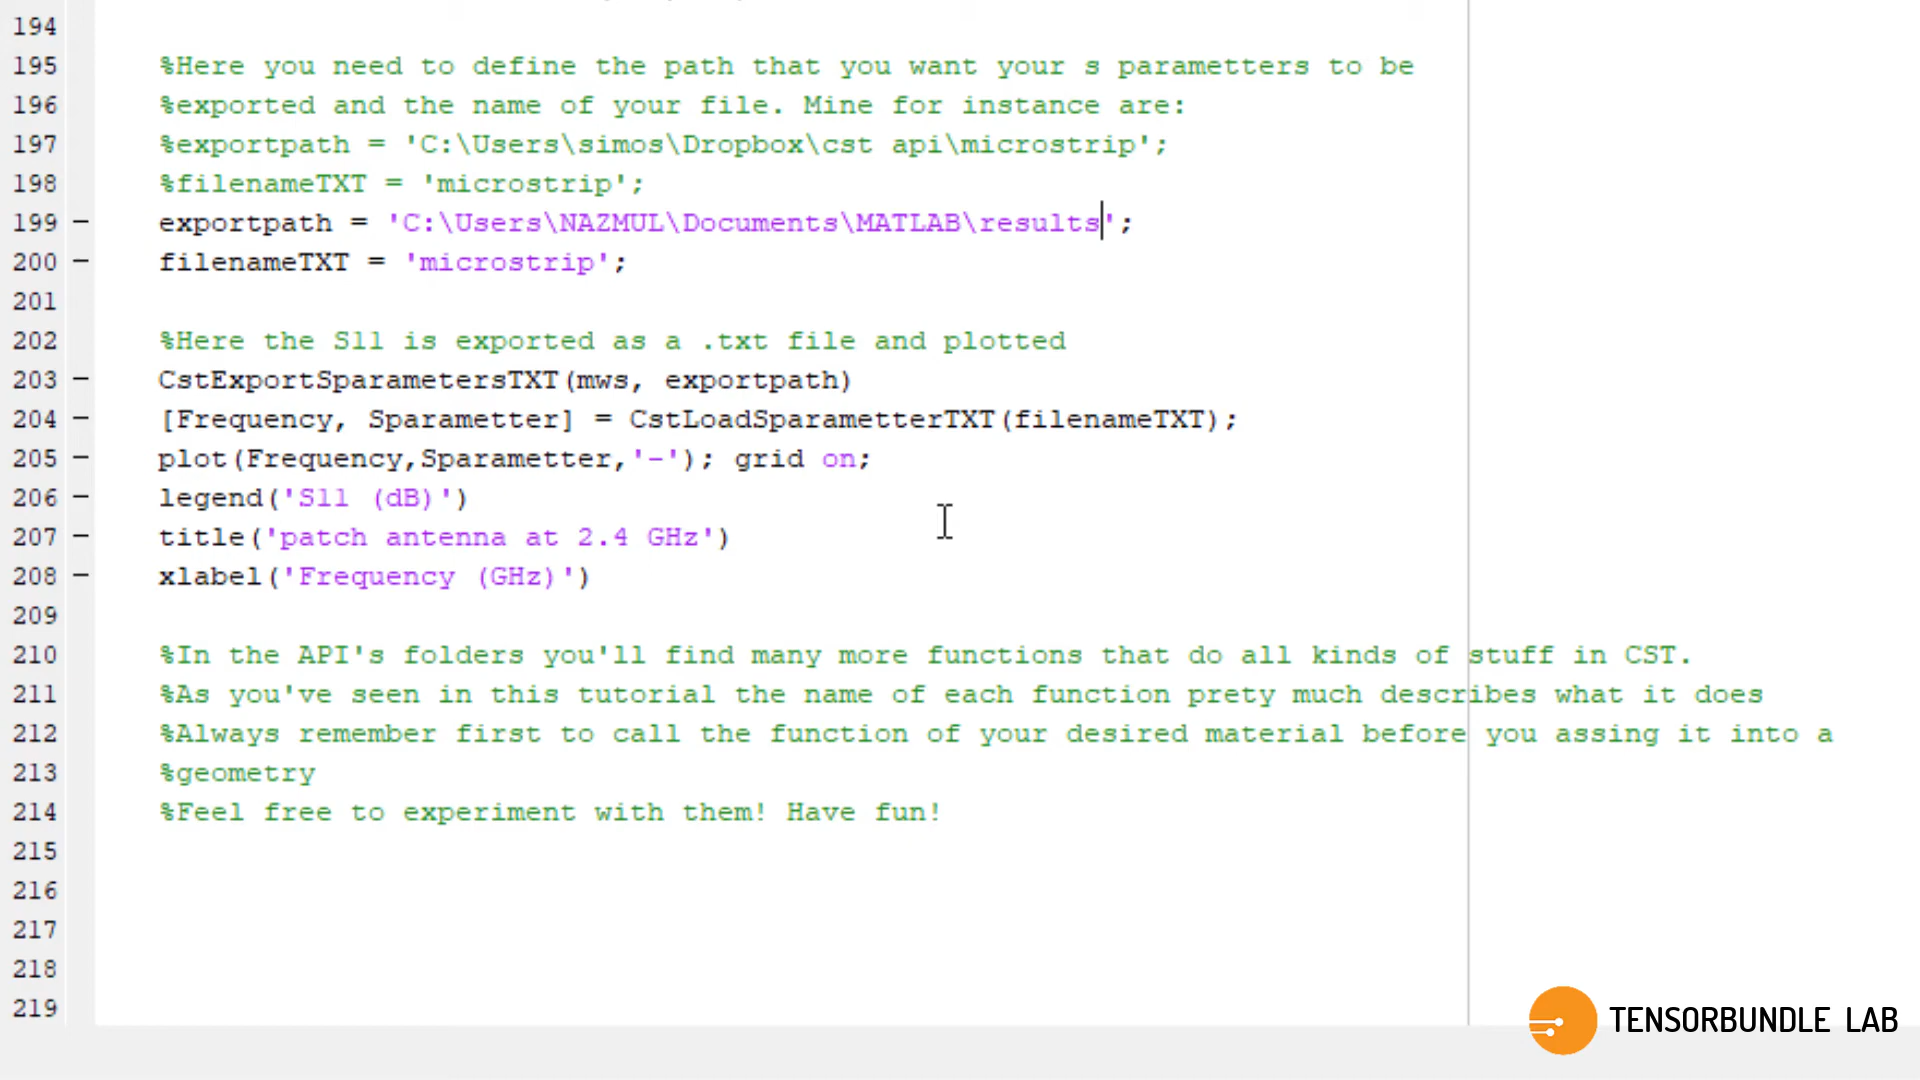 194
195 %Here you need to define the path that you want your s parametters to be
196 %exported and the name of your file. Mine for instance are:
197 %exportpath = 'C:\Users\simos\Dropbox\cst api\microstrip';
198 %filenameTXT = 'microstrip';
199 — exportpath = 'C:\Users\NAZMUL\Documents\MATLAB\results';
200 — filenameTXT = 'microstrip';
201
202 %Here the S11 is exported as a .txt file and plotted
203 — CstExportSparametersTXT(mws, exportpath)
204 — [Frequency, Sparametter] = CstLoadSparametterTXT(filenameTXT);
205 — plot(Frequency,Sparametter,'-'); grid on;
206 — legend('S11 (dB)')
207 — title('patch antenna at 2.4 GHz')
208 — xlabel('Frequency (GHz)')
209
210 %In the API's folders you'll find many more functions that do all kinds of stuff in CST.
211 %As you've seen in this tutorial the name of each function prety much describes what it does
212 %Always remember first to call the function of your desired material before you assing it into a
213 %geometry
214 %Feel free to experiment with them! Have fun!
215
216
217
218
219
TENSORBUNDLE LAB